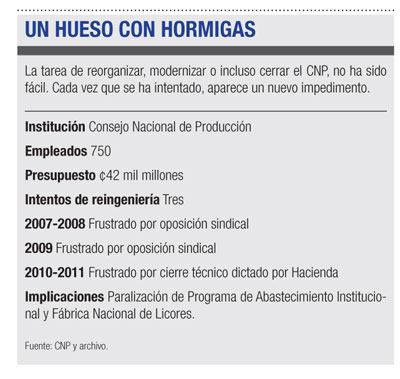 UN HUESO CON HORMIGAS
La tarea de reorganizar, modernizar o incluso cerrar el CNP, no ha sido
fácil. Cada vez que se ha intentado, aparece un nuevo impedimento.
Institución Consejo Nacional de Producción
Empleados 750
Presupuesto ¢42 mil millones
Intentos de reingeniería Tres
2007-2008 Frustrado por oposición sindical
2009 Frustrado por oposición sindical
2010-2011 Frustrado por cierre técnico dictado por Hacienda
Implicaciones Paralización de Programa de Abastecimiento Institucio-
nal y Fábrica Nacional de Licores.
Fuente: CNP y archivo.